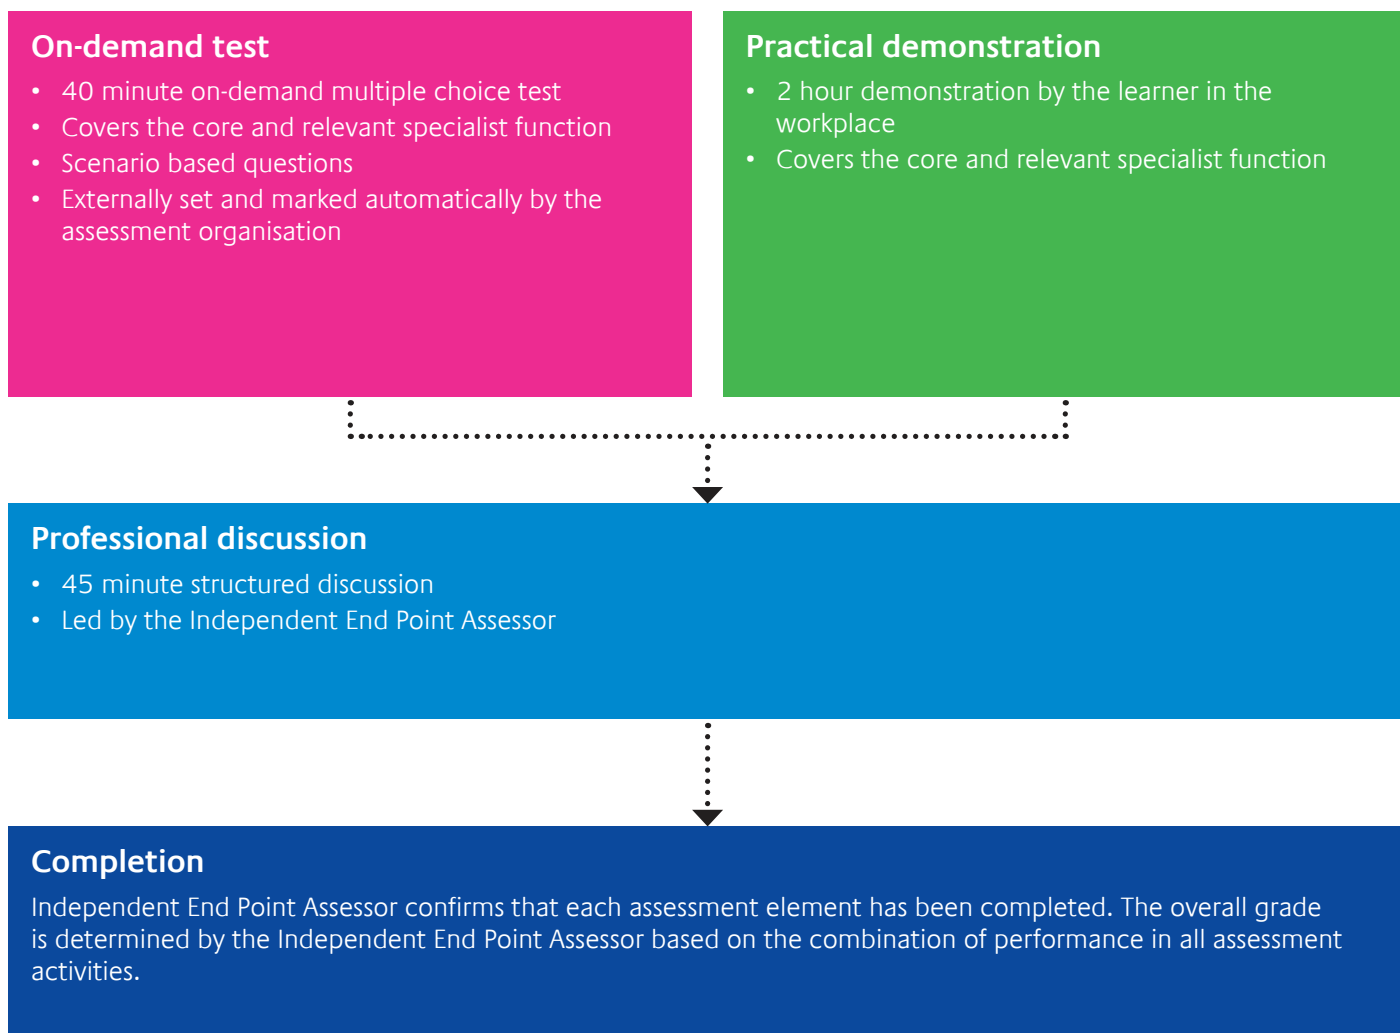 On-demand test
• 40 minute on-demand multiple choice test
• Covers the core and relevant specialist function
• Scenario based questions
• Externally set and marked automatically by the
assessment organisation
Practical demonstration
• 2 hour demonstration by the learner in the
workplace
• Covers the core and relevant specialist function
Professional discussion
• 45 minute structured discussion
• Led by the Independent End Point Assessor
Completion
Independent End Point Assessor confirms that each assessment element has been completed. The overall grade
is determined by the Independent End Point Assessor based on the combination of performance in all assessment
activities.